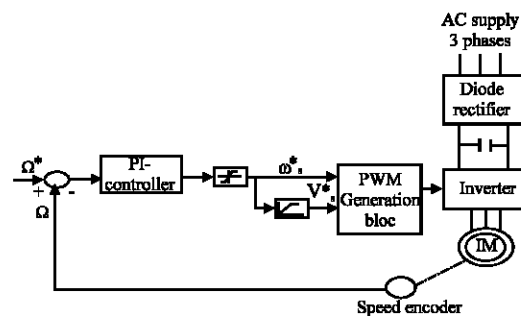 AC supply
3 phases
Diode
rectifier
Ω*
+
-
Ω
PI-
controller
ω*s
V*s
PWM
Generation
bloc
Inverter
IM
Speed encoder